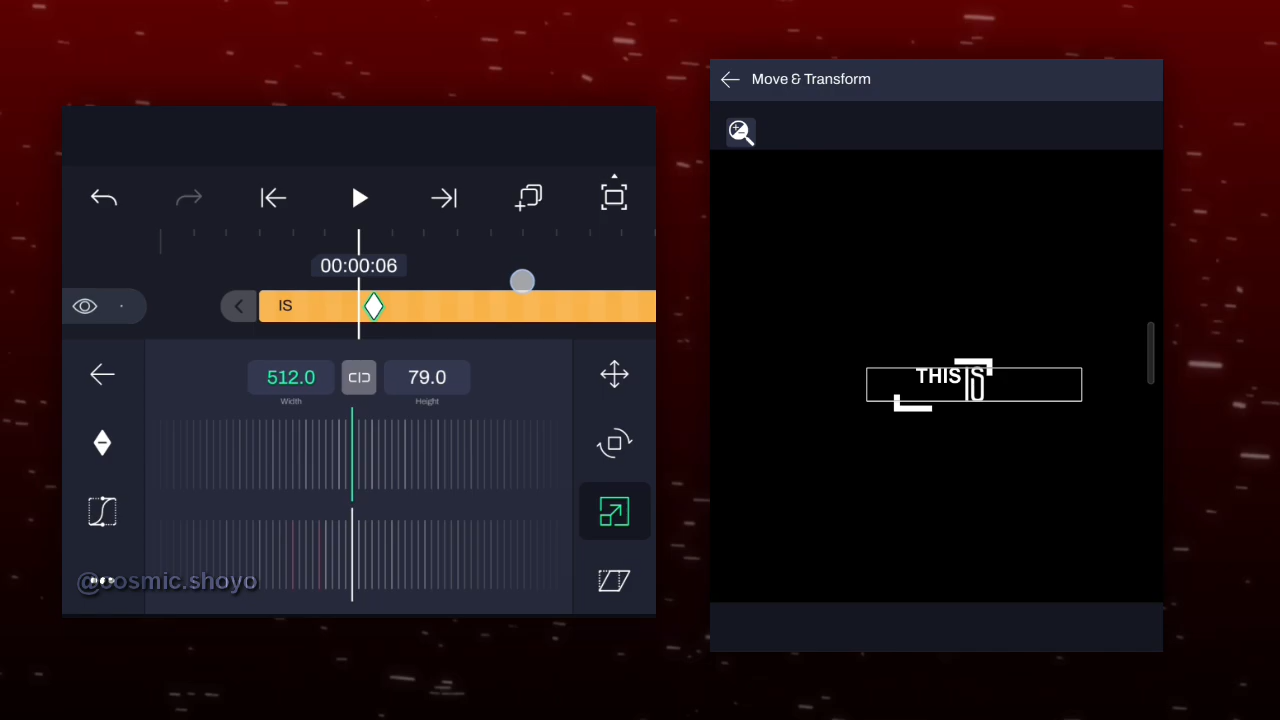 Move & Transform
00:00:06
IS
512.0
79.0
Width
Height
THIS IS
@cosmic.shoyo